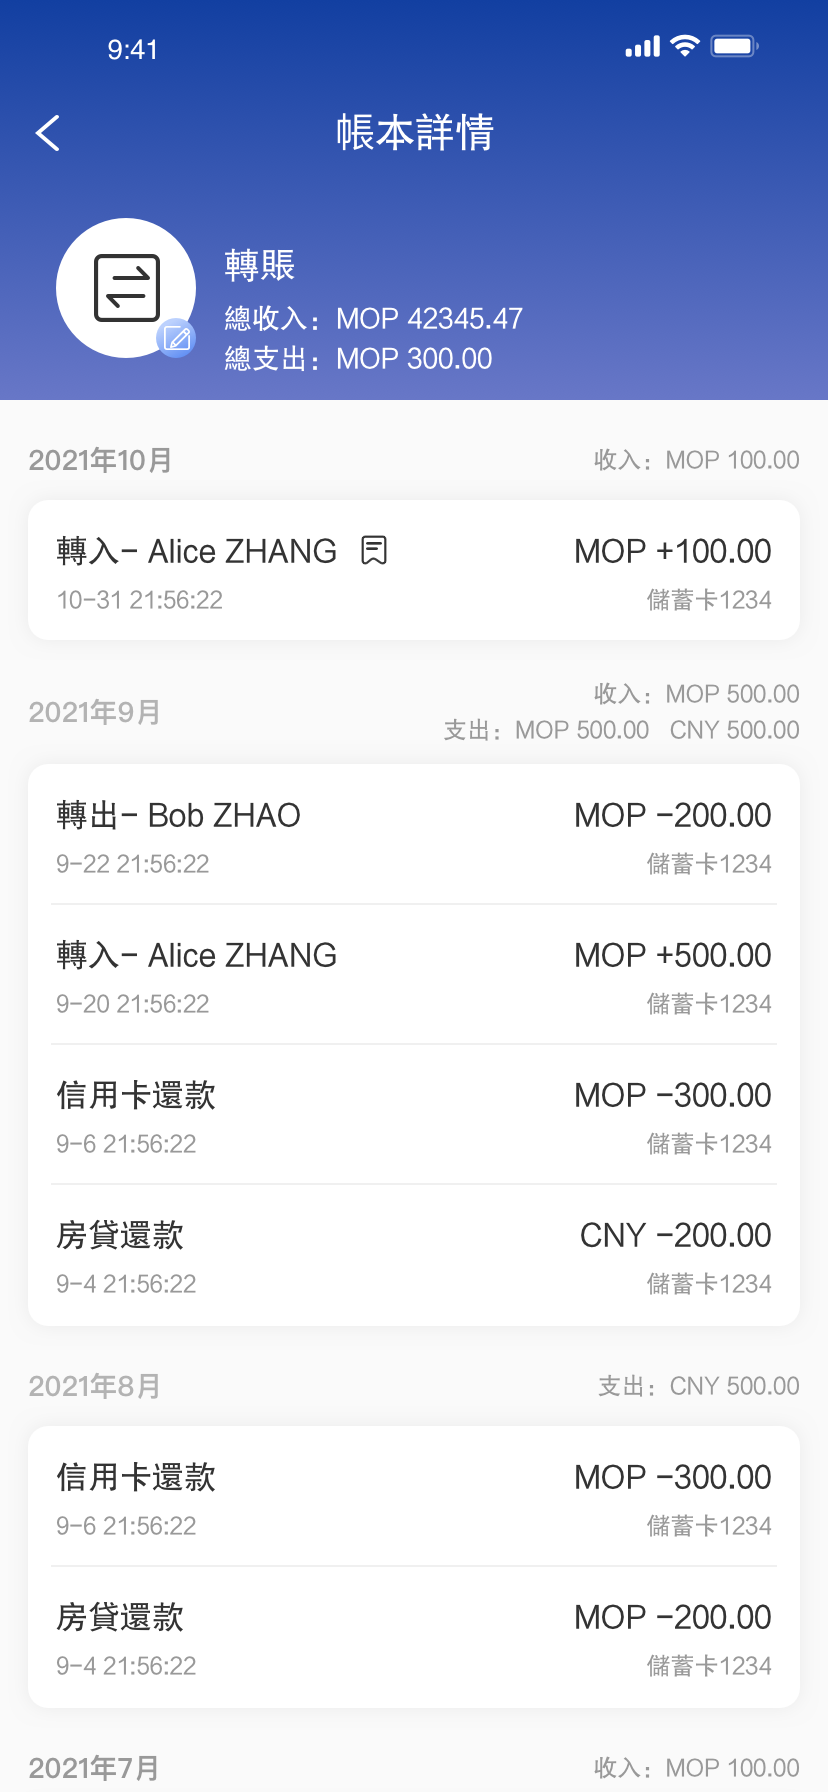 9:41
帳本詳情
轉賬
總收入：MOP 42345.47
總支出：MOP 300.00
2021年10月 收入：MOP 100.00
轉入- Alice ZHANG MOP +100.00
10-31 21:56:22 儲蓄卡1234
收入：MOP 500.00
2021年9月
支出：MOP 500.00 CNY 500.00
轉出- Bob ZHAO MOP -200.00
9-22 21:56:22 儲蓄卡1234
轉入- Alice ZHANG MOP +500.00
9-20 21:56:22 儲蓄卡1234
信用卡還款 MOP -300.00
9-6 21:56:22 儲蓄卡1234
房貸還款 CNY -200.00
9-4 21:56:22 儲蓄卡1234
2021年8月 支出：CNY 500.00
信用卡還款 MOP -300.00
9-6 21:56:22 儲蓄卡1234
房貸還款 MOP -200.00
9-4 21:56:22 儲蓄卡1234
2021年7月 收入：MOP 100.00